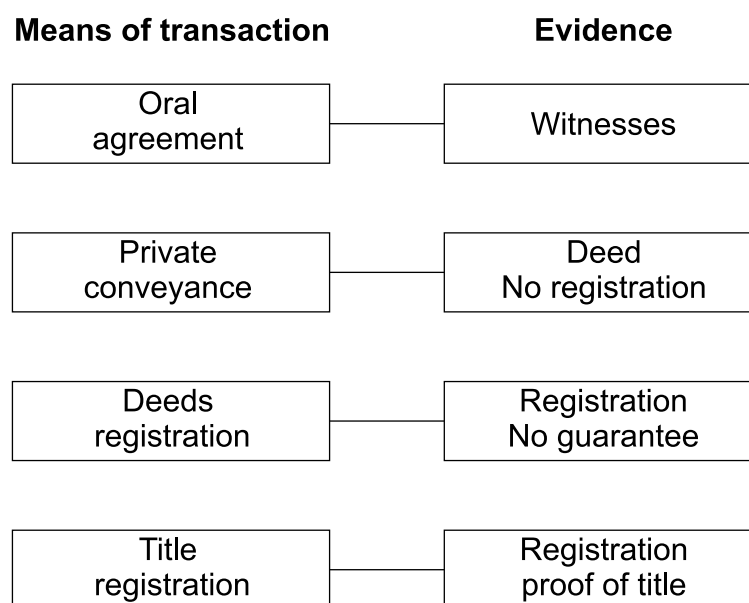 Means of transaction
Evidence
Oral
agreement
Witnesses
Private
conveyance
Deed
No registration
Deeds
registration
Registration
No guarantee
Title
registration
Registration
proof of title